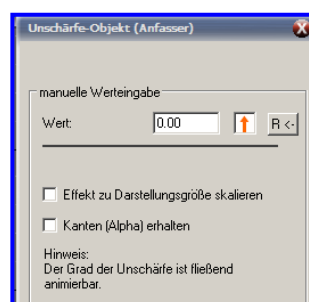 Unschärfe-Objekt (Anfasser)
manuelle Werteingabe
Wert: 0.00 R <-
Effekt zu Darstellungsgröße skalieren
Kanten (Alpha) erhalten
Hinweis:
Der Grad der Unschärfe ist fließend
animierbar.